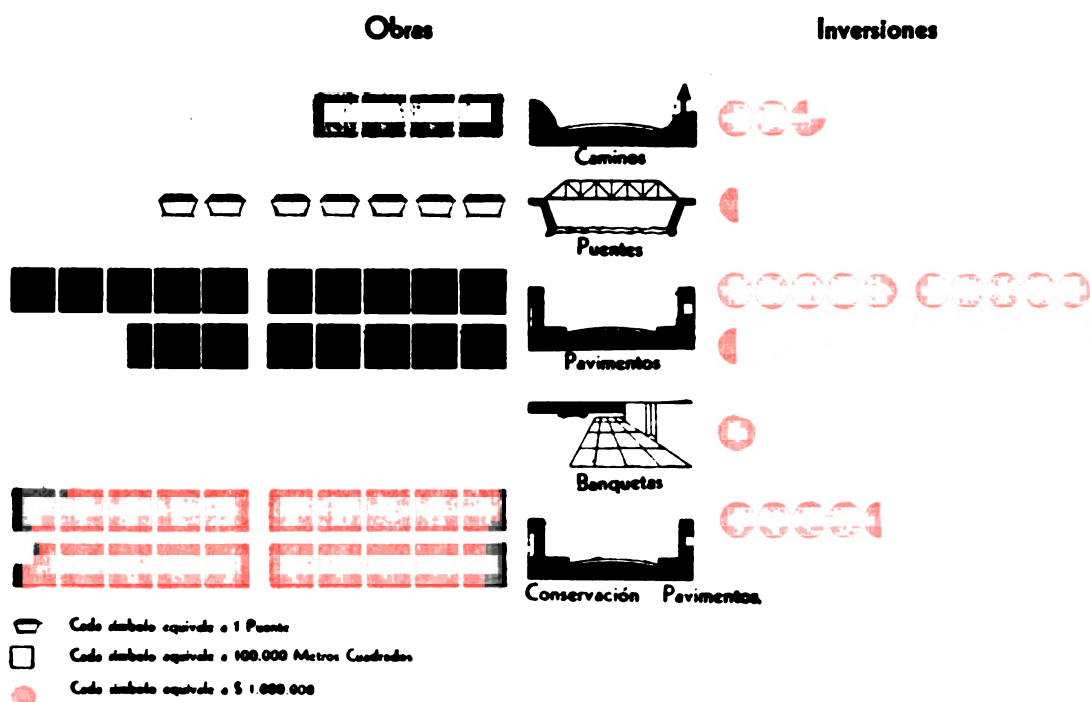 Obras
Inversiones
Caminos
Puentes
Pavimentos
Banquetas
Conservación Pavimentos.
Cada símbolo equivale a 1 Puente
Cada símbolo equivale a 100.000 Metros Cuadrados
Cada símbolo equivale a $ 1.000.000